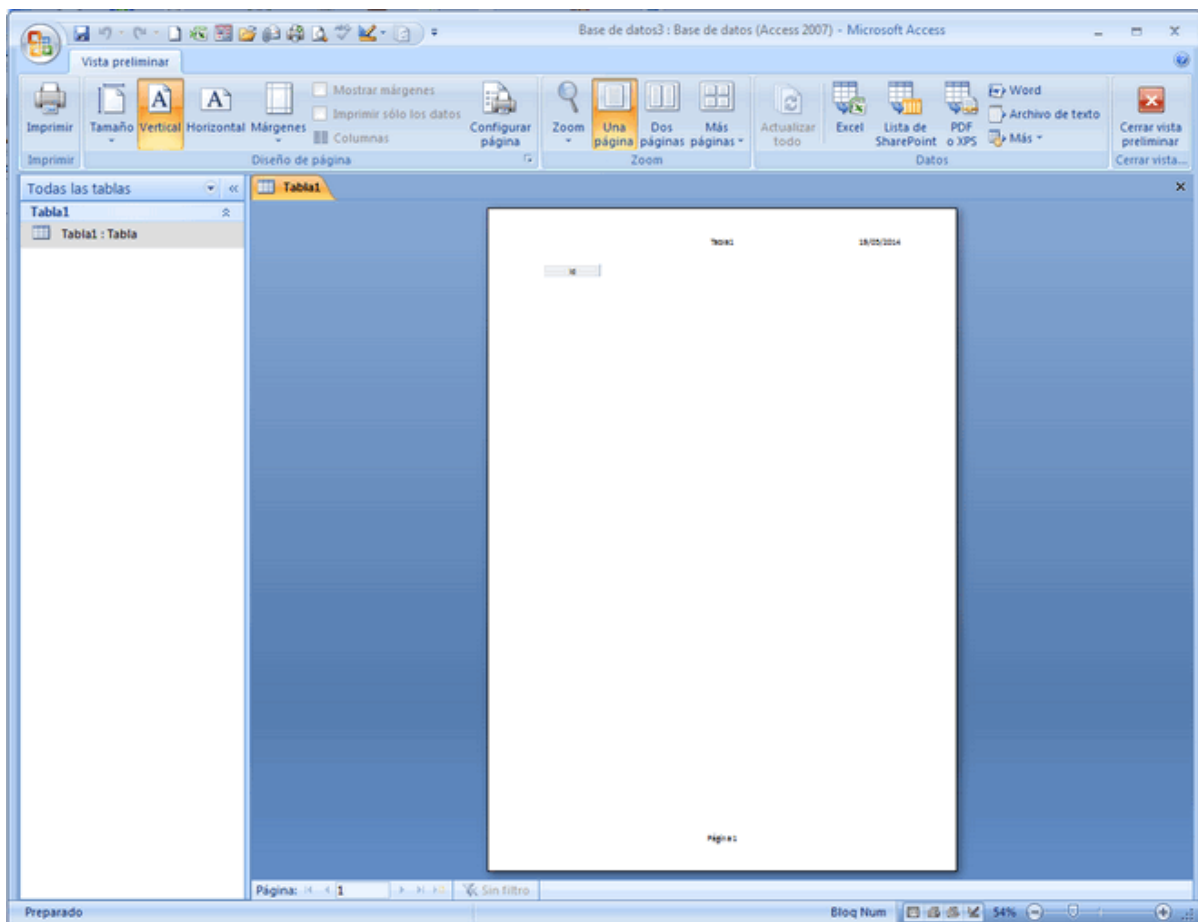 Base de datos3 : Base de datos (Access 2007) - Microsoft Access
Vista preliminar
Imprimir
Tamaño
Vertical
Horizontal
Márgenes
Mostrar márgenes
Imprimir sólo los datos
Columnas
Configurar
página
Zoom
Una
página
Dos
páginas
Más
páginas
Actualizar
todo
Excel
Lista de
SharePoint
PDF
o XPS
Word
Archivo de texto
Más
Cerrar vista
preliminar
Imprimir
Diseño de página
Zoom
Datos
Cerrar vista...
Todas las tablas
Tabla1
Tabla1
Tabla1 : Tabla
Tabla1
19/05/2014
Id
Página 1
Página: 1
Sin filtro
Preparado
Bloq Num
54%